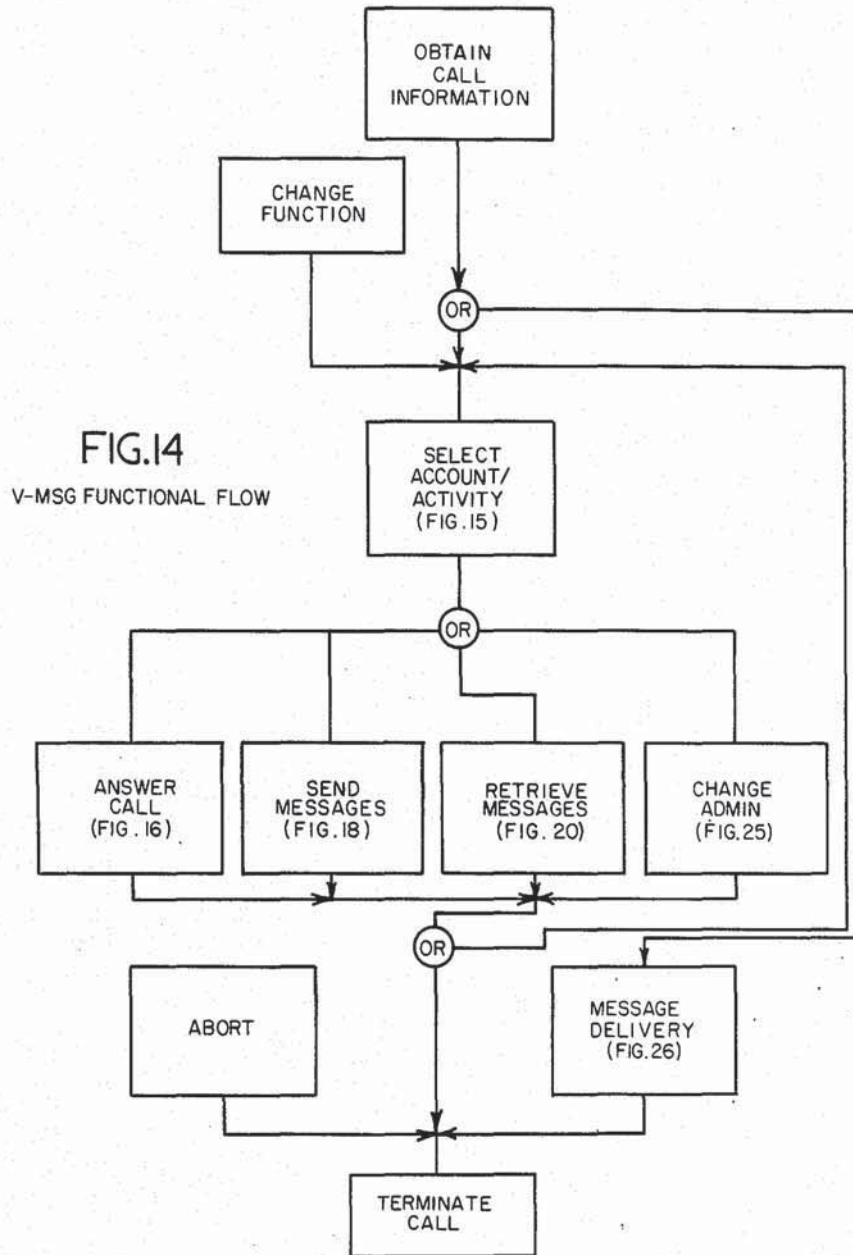 OBTAIN
CALL
INFORMATION
CHANGE
FUNCTION
OR
FIG.14
V-MSG FUNCTIONAL FLOW
SELECT
ACCOUNT/
ACTIVITY
(FIG.15)
OR
ANSWER
CALL
(FIG.16)
SEND
MESSAGES
(FIG.18)
RETRIEVE
MESSAGES
(FIG. 20)
CHANGE
ADMIN
(FIG.25)
OR
ABORT
MESSAGE
DELIVERY
(FIG.26)
TERMINATE
CALL